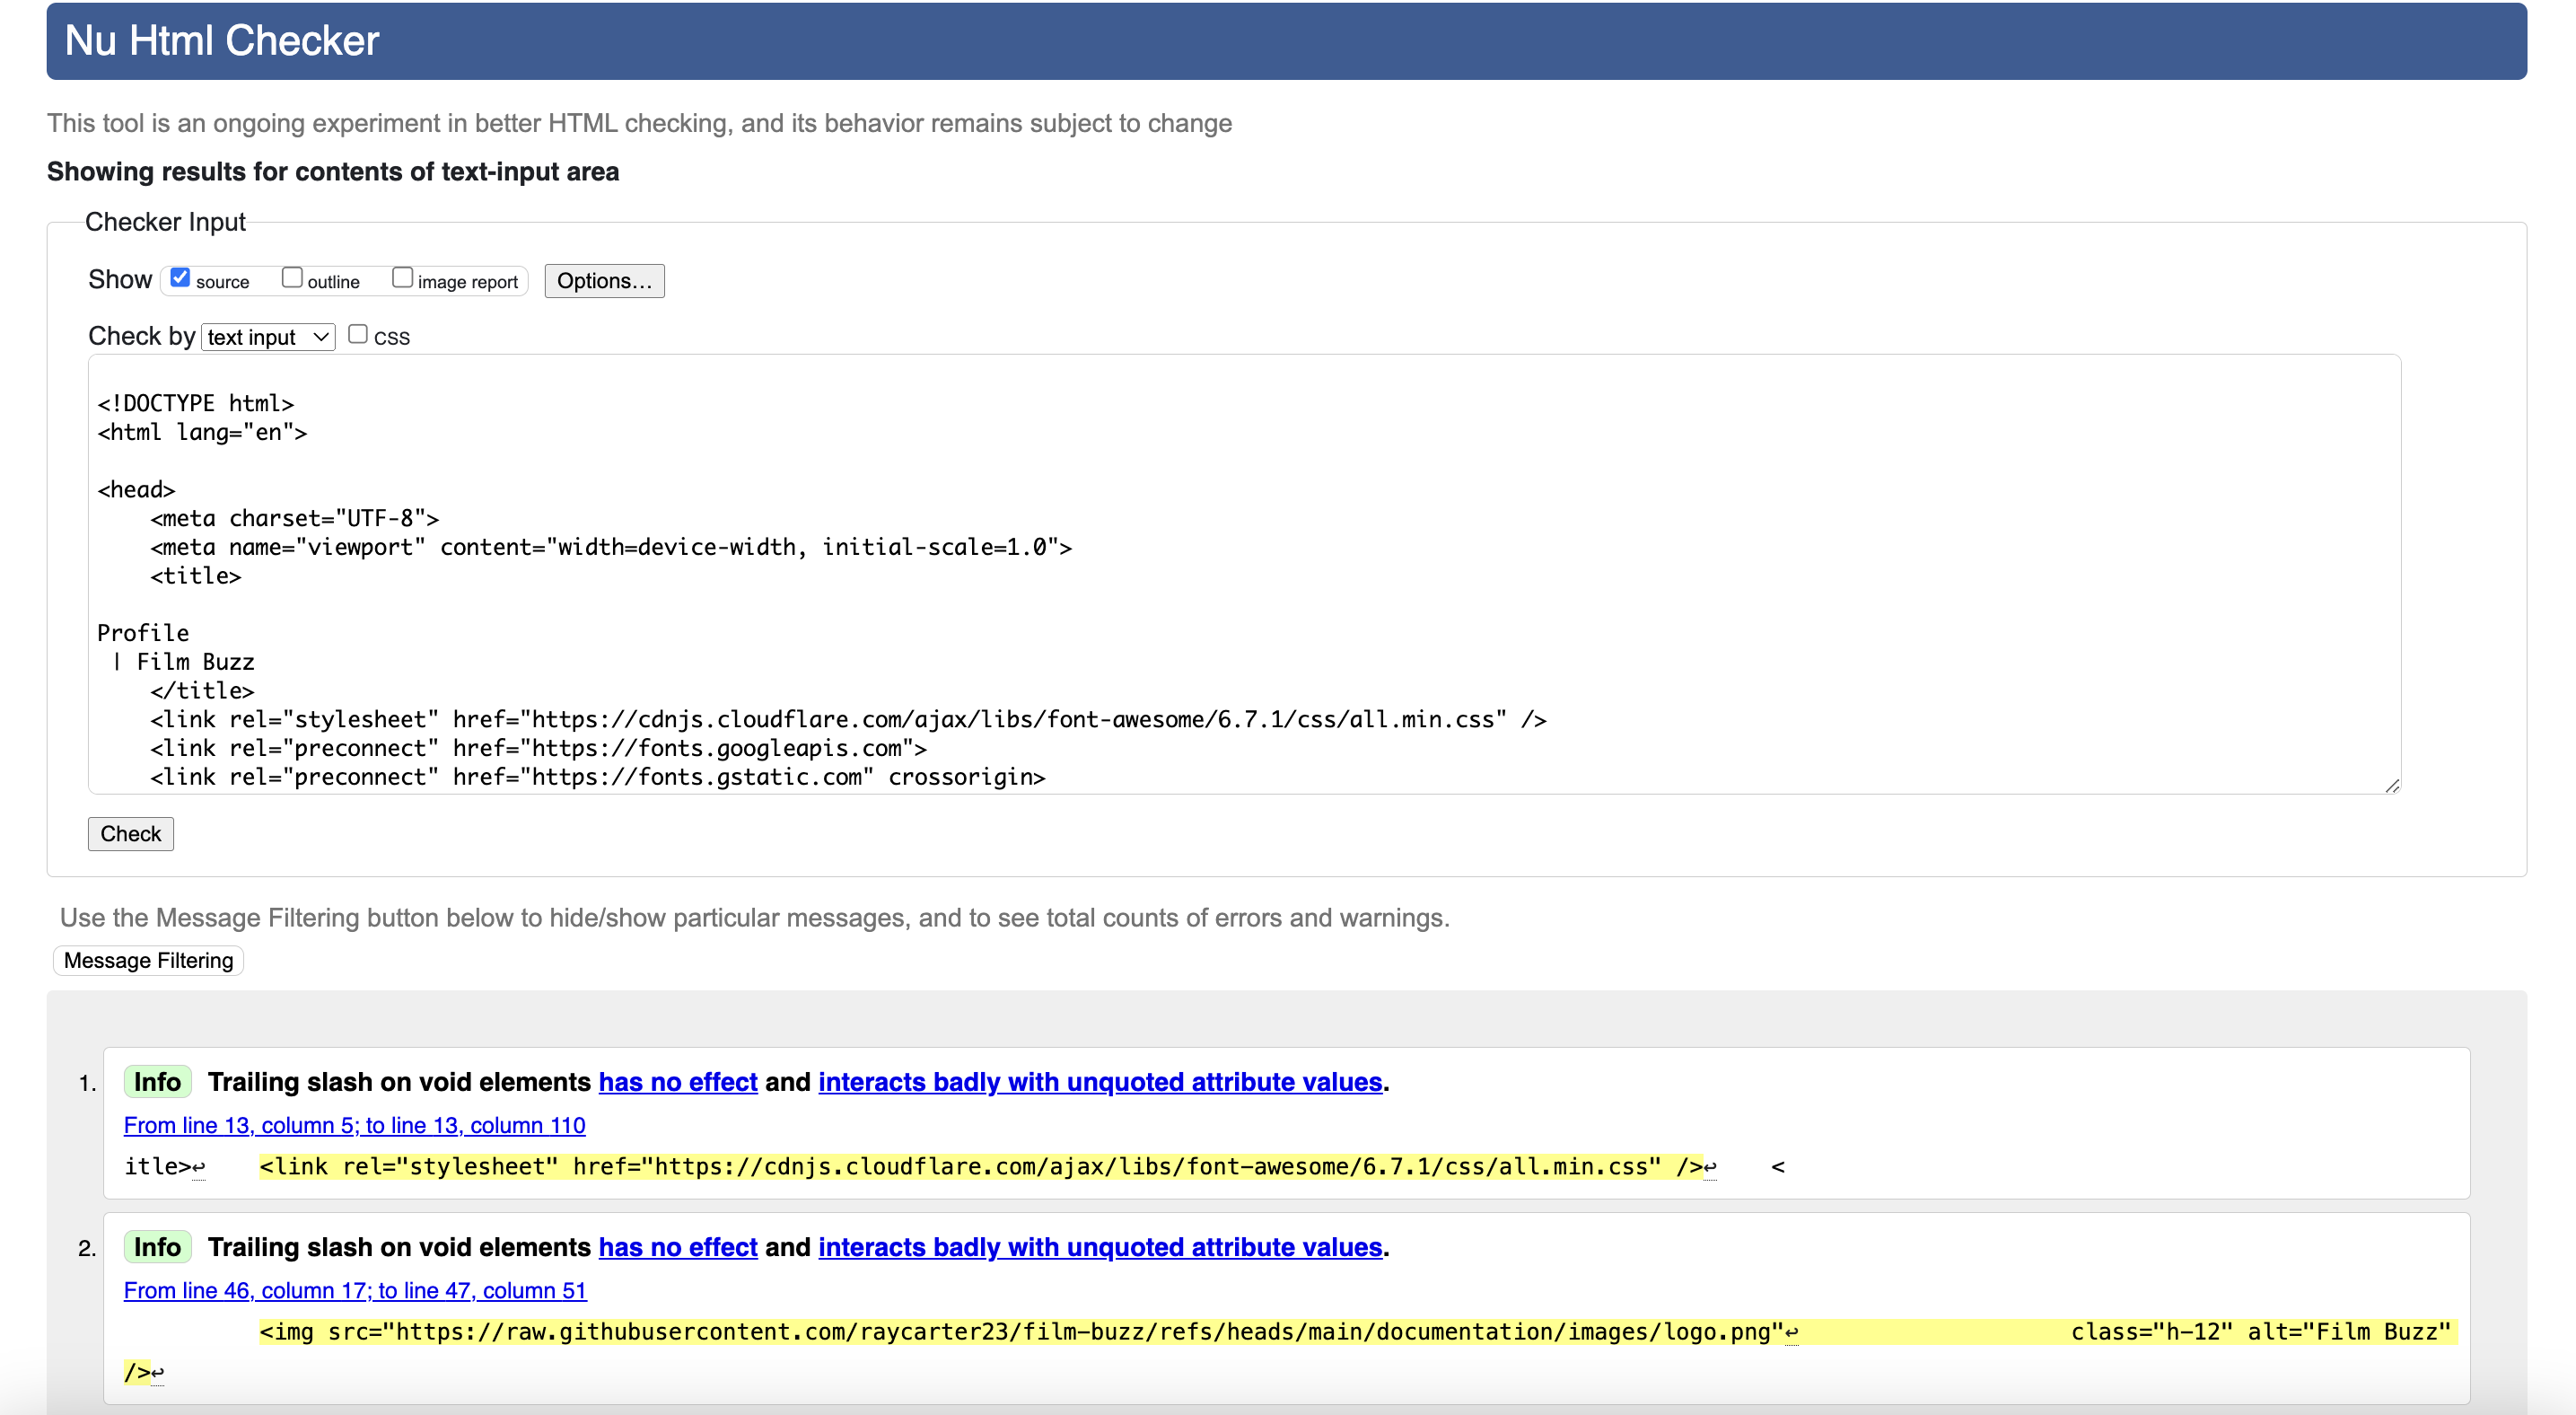 Nu Html Checker
This tool is an ongoing experiment in better HTML checking, and its behavior remains subject to change
Showing results for contents of text-input area
Checker Input
Show source outline image report Options…
Check by text input CSS
<!DOCTYPE html>
<html lang="en">
<head>
    <meta charset="UTF-8">
    <meta name="viewport" content="width=device-width, initial-scale=1.0">
    <title>
Profile
 | Film Buzz
    </title>
    <link rel="stylesheet" href="https://cdnjs.cloudflare.com/ajax/libs/font-awesome/6.7.1/css/all.min.css" />
    <link rel="preconnect" href="https://fonts.googleapis.com">
    <link rel="preconnect" href="https://fonts.gstatic.com" crossorigin>
Check
Use the Message Filtering button below to hide/show particular messages, and to see total counts of errors and warnings.
Message Filtering
1. Info Trailing slash on void elements has no effect and interacts badly with unquoted attribute values.
From line 13, column 5; to line 13, column 110
itle>↩    <link rel="stylesheet" href="https://cdnjs.cloudflare.com/ajax/libs/font-awesome/6.7.1/css/all.min.css" />↩    <
2. Info Trailing slash on void elements has no effect and interacts badly with unquoted attribute values.
From line 46, column 17; to line 47, column 51
<img src="https://raw.githubusercontent.com/raycarter23/film-buzz/refs/heads/main/documentation/images/logo.png"↩                    class="h-12" alt="Film Buzz"
/>↩